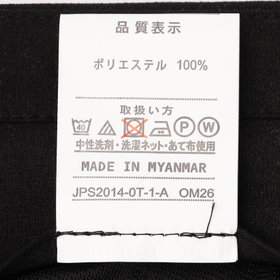 品質表示
ポリエステル 100%
取扱い方
40 P W
中性洗剤・洗濯ネット・あて布使用
MADE IN MYANMAR
JPS2014-0T-1-A OM26